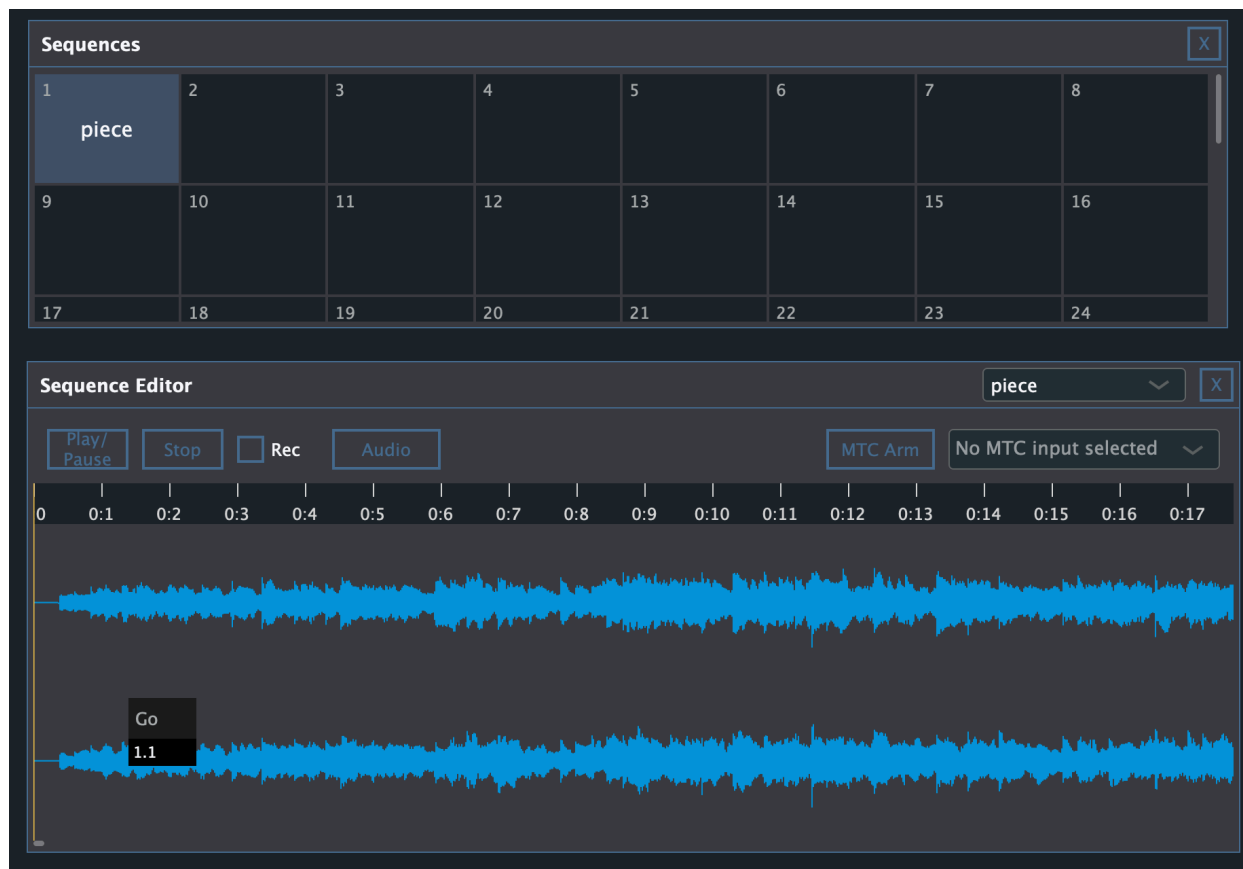 Sequences X
1 2 3 4 5 6 7 8
piece
9 10 11 12 13 14 15 16
17 18 19 20 21 22 23 24
Sequence Editor piece X
Play/
Pause
Stop Rec Audio MTC Arm No MTC input selected
0 0:1 0:2 0:3 0:4 0:5 0:6 0:7 0:8 0:9 0:10 0:11 0:12 0:13 0:14 0:15 0:16 0:17
Go
1.1